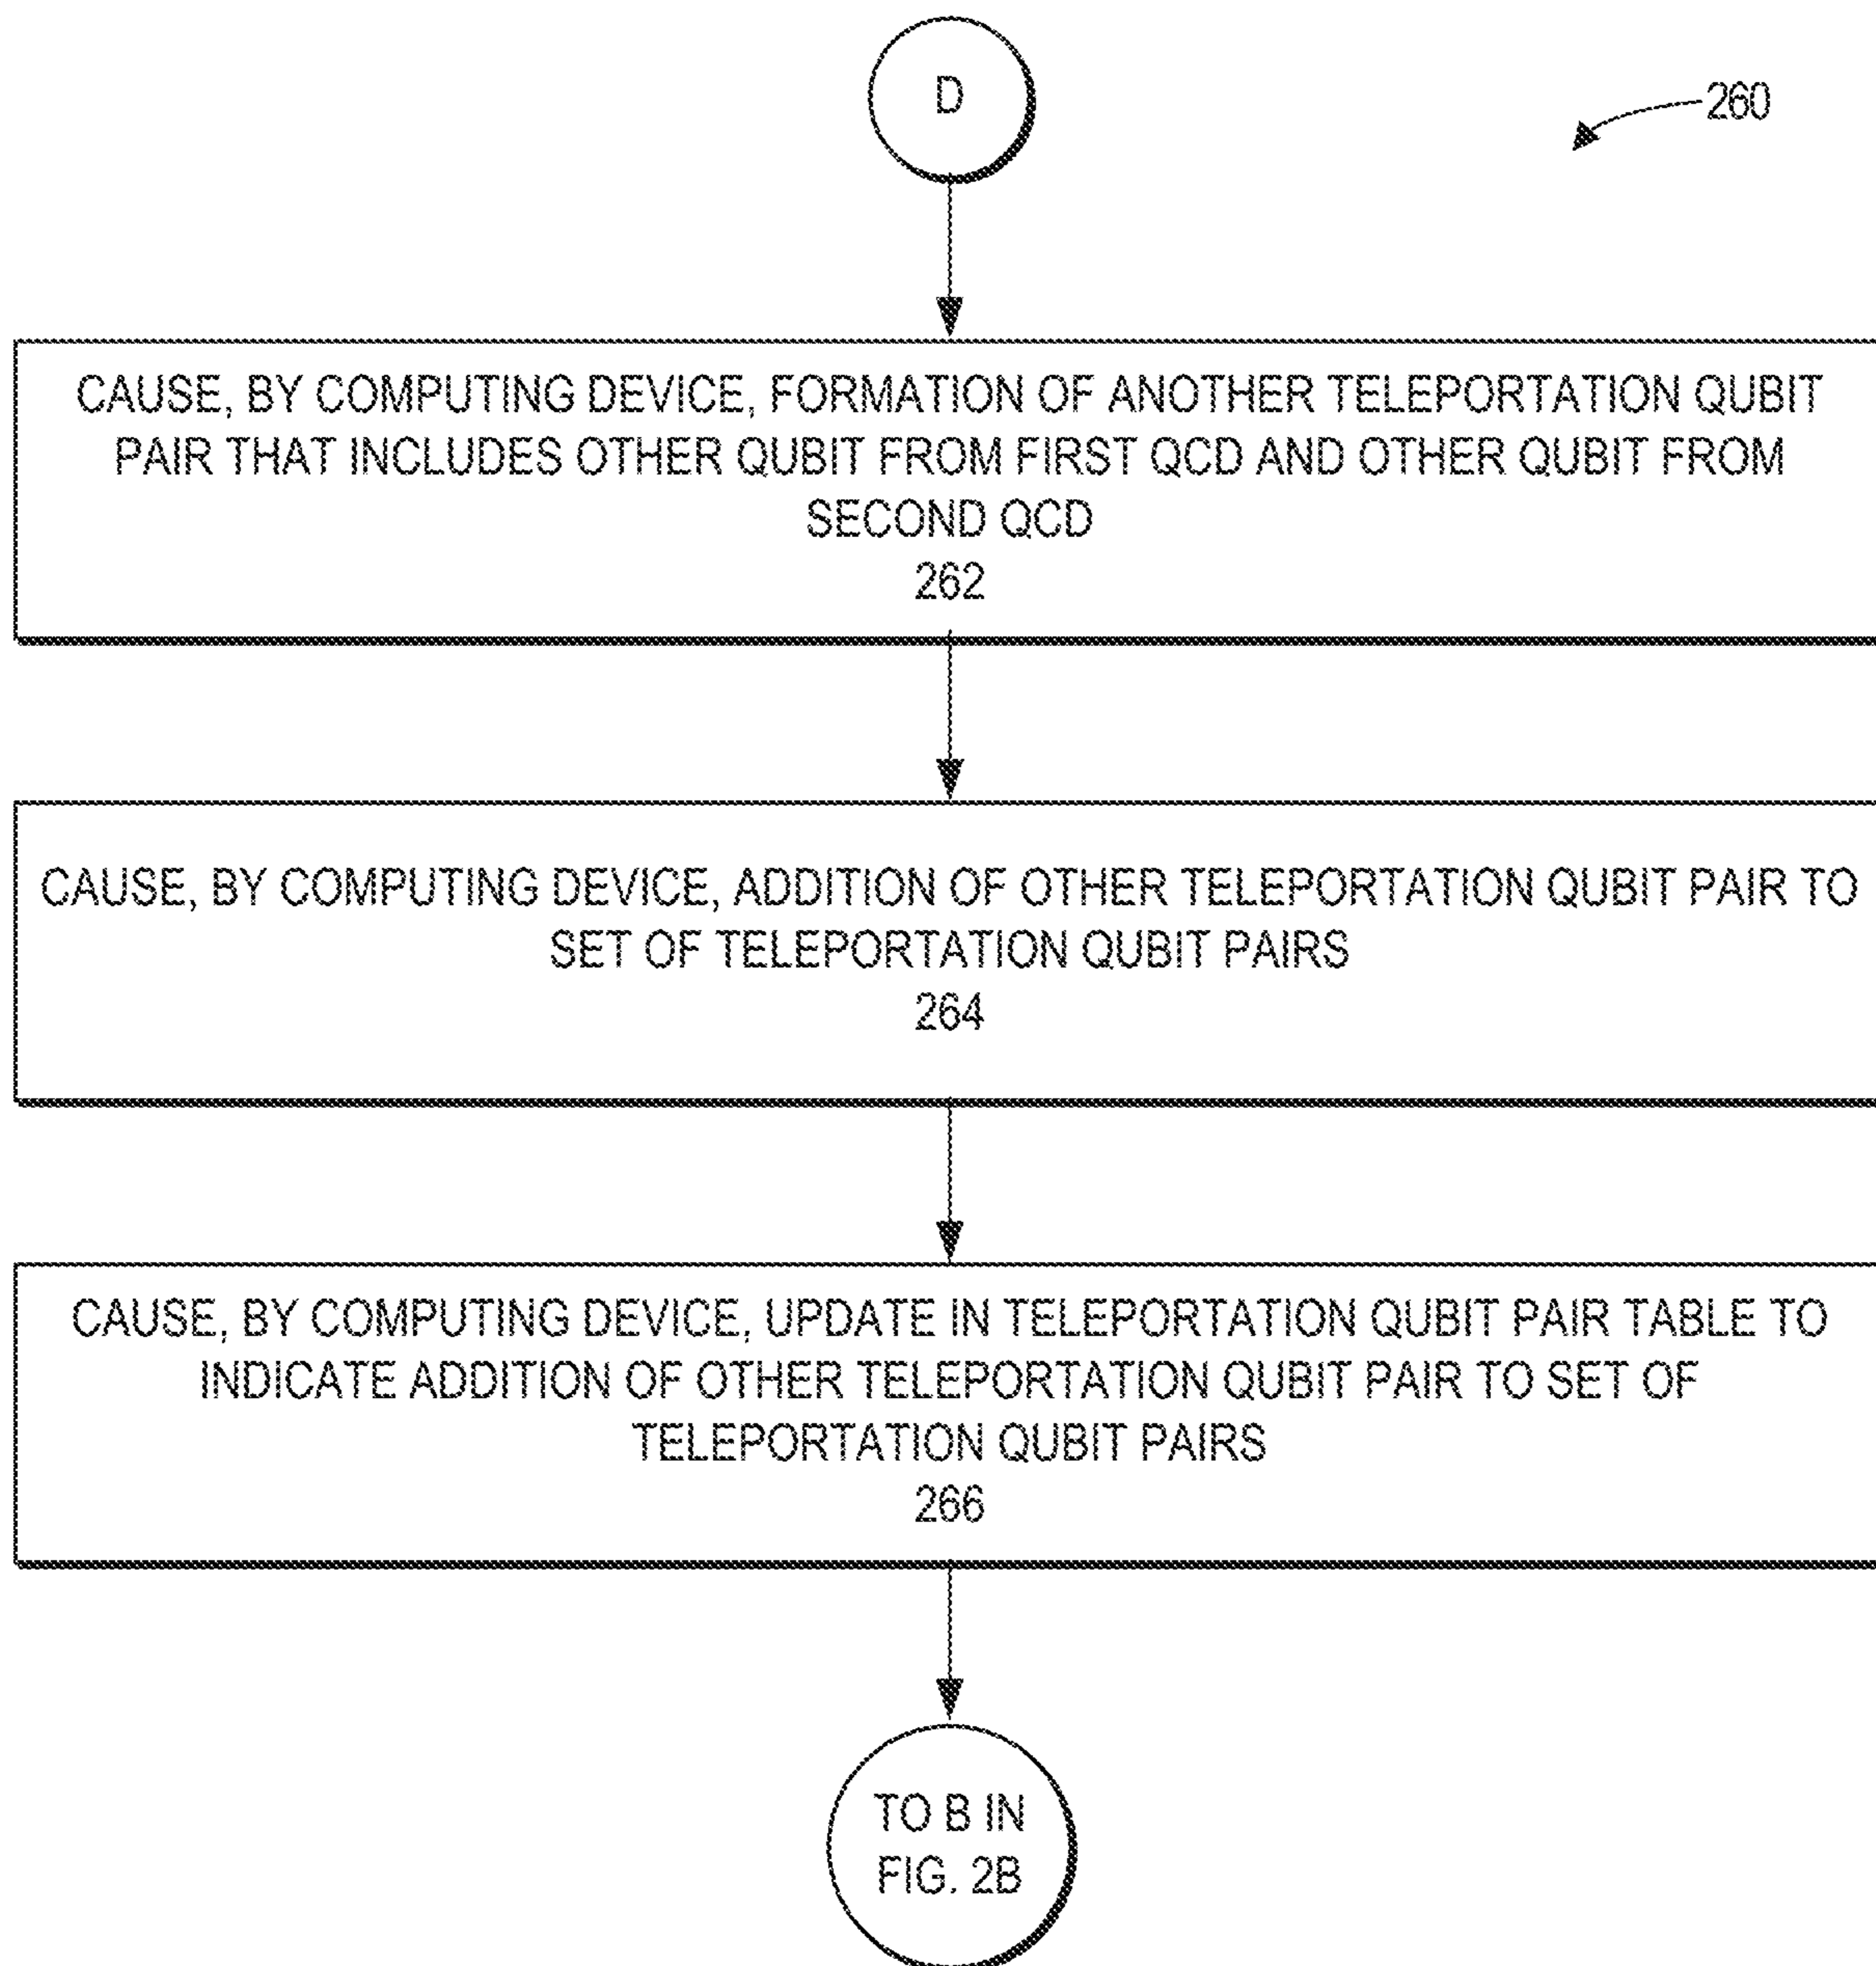 D
260
CAUSE, BY COMPUTING DEVICE, FORMATION OF ANOTHER TELEPORTATION QUBIT
PAIR THAT INCLUDES OTHER QUBIT FROM FIRST QCD AND OTHER QUBIT FROM
SECOND QCD
262
CAUSE, BY COMPUTING DEVICE, ADDITION OF OTHER TELEPORTATION QUBIT PAIR TO
SET OF TELEPORTATION QUBIT PAIRS
264
CAUSE, BY COMPUTING DEVICE, UPDATE IN TELEPORTATION QUBIT PAIR TABLE TO
INDICATE ADDITION OF OTHER TELEPORTATION QUBIT PAIR TO SET OF
TELEPORTATION QUBIT PAIRS
266
TO B IN
FIG. 2B